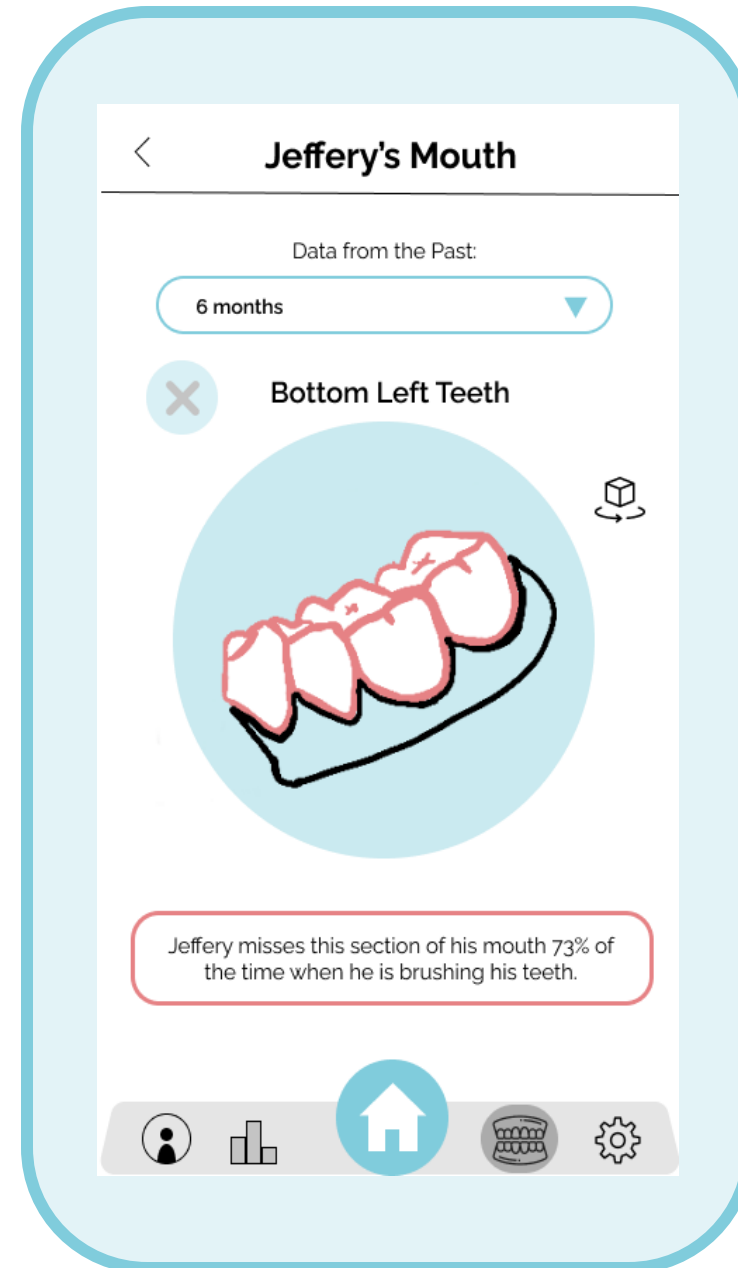 Jeffery's Mouth
Data from the Past:
6 months
Bottom Left Teeth
Jeffery misses this section of his mouth 73% of
the time when he is brushing his teeth.